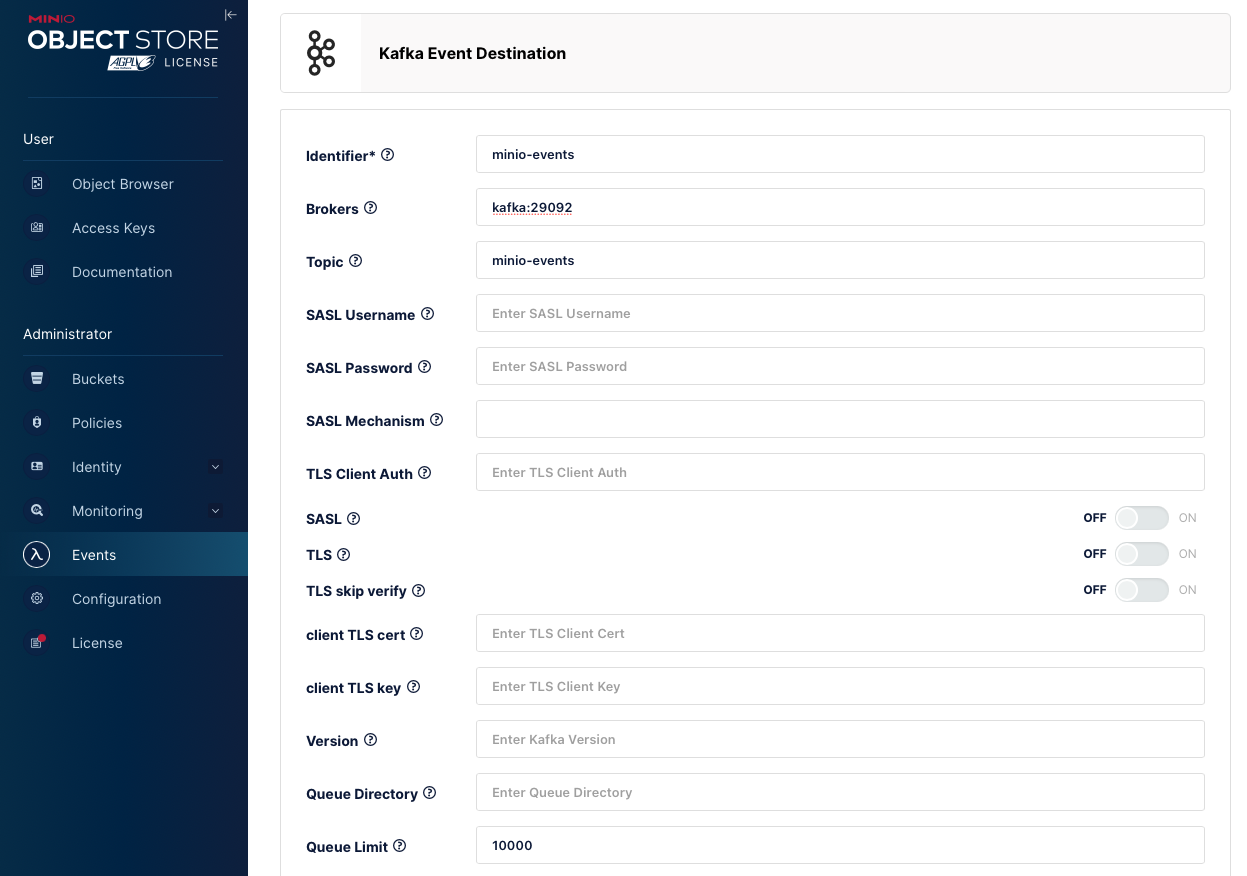 MINIO
OBJECT STORE
AGPL LICENSE
User
Object Browser
Access Keys
Documentation
Administrator
Buckets
Policies
Identity
Monitoring
Events
Configuration
License
Kafka Event Destination
Identifier* minio-events
Brokers kafka:29092
Topic minio-events
SASL Username Enter SASL Username
SASL Password Enter SASL Password
SASL Mechanism
TLS Client Auth Enter TLS Client Auth
SASL OFF ON
TLS OFF ON
TLS skip verify OFF ON
client TLS cert Enter TLS Client Cert
client TLS key Enter TLS Client Key
Version Enter Kafka Version
Queue Directory Enter Queue Directory
Queue Limit 10000